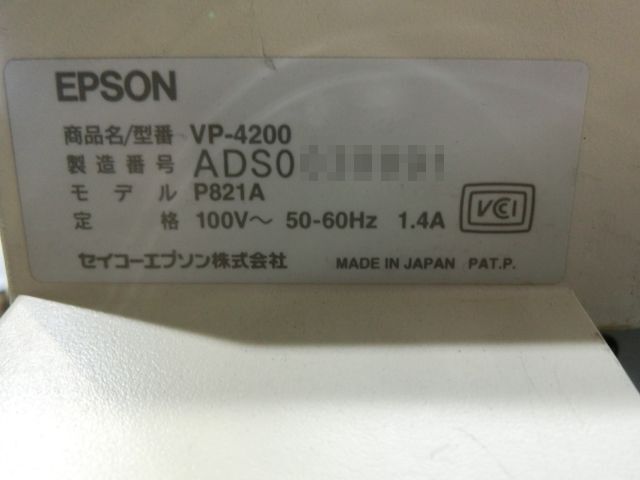 EPSON
商品名/型番 VP-4200
製造番号 ADS0
モデル P821A
定格 100V～ 50-60Hz 1.4A
VCCI
セイコーエプソン株式会社 MADE IN JAPAN PAT.P.